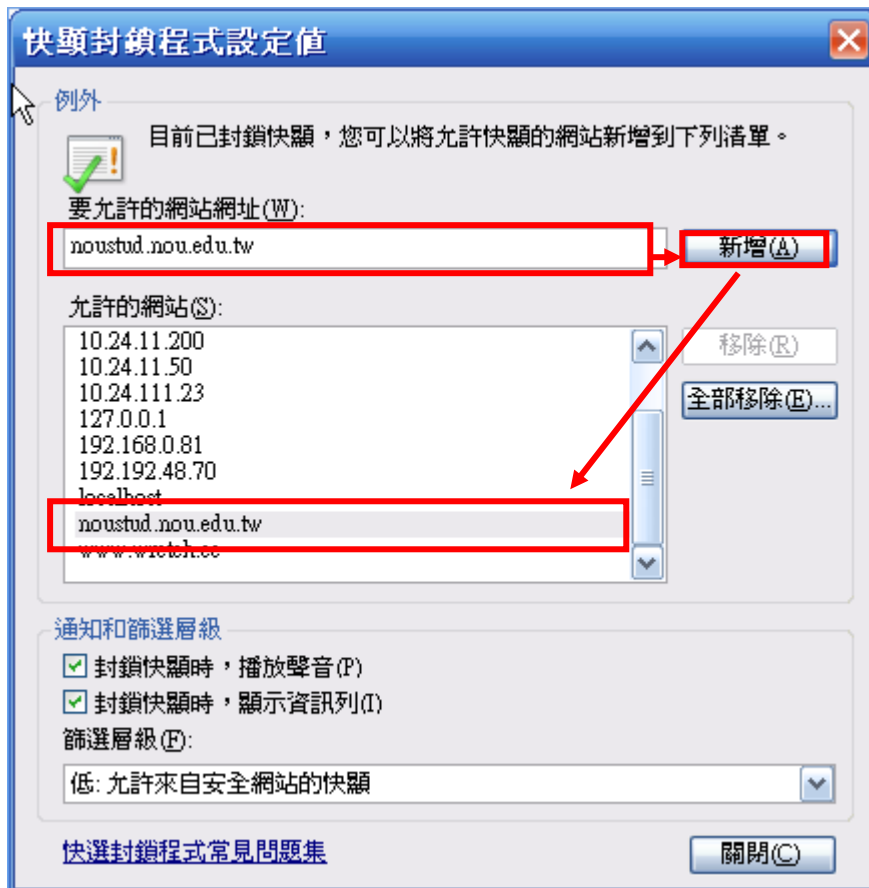 快顯封鎖程式設定值
例外
目前已封鎖快顯，您可以將允許快顯的網站新增到下列清單。
要允許的網站網址(W):
noustud.nou.edu.tw
新增(A)
允許的網站(S):
10.24.11.200
10.24.11.50
10.24.111.23
127.0.0.1
192.168.0.81
192.192.48.70
localhost
noustud.nou.edu.tw
www.wretch.cc
移除(R)
全部移除(E)...
通知和篩選層級
封鎖快顯時，播放聲音(P)
封鎖快顯時，顯示資訊列(I)
篩選層級(F):
低: 允許來自安全網站的快顯
快選封鎖程式常見問題集
關閉(C)